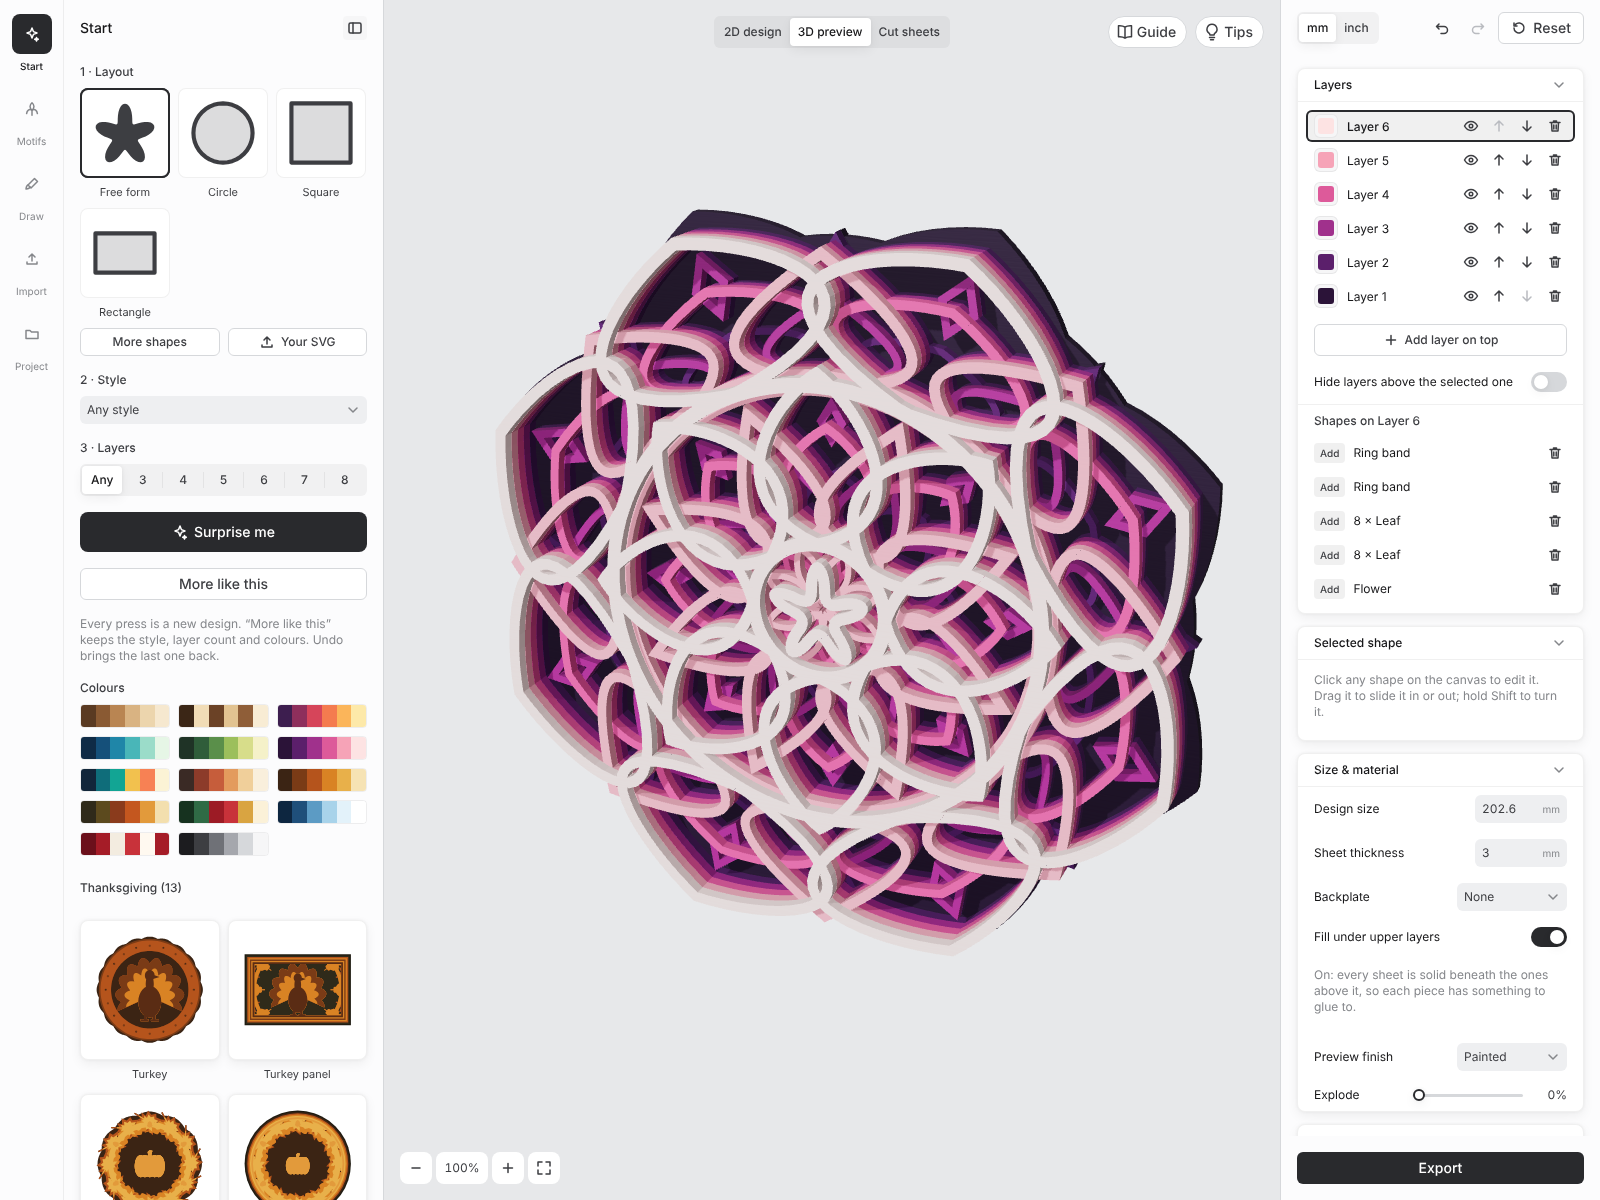 Start
Motifs
Draw
Import
Project
Start
1 · Layout
Free form
Circle
Square
Rectangle
More shapes
Your SVG
2 · Style
Any style
3 · Layers
Any 3 4 5 6 7 8
Surprise me
More like this
Every press is a new design. “More like this”
keeps the style, layer count and colours. Undo
brings the last one back.
Colours
Thanksgiving (13)
Turkey
Turkey panel
2D design
3D preview
Cut sheets
Guide
Tips
100%
mm
inch
Reset
Layers
Layer 6
Layer 5
Layer 4
Layer 3
Layer 2
Layer 1
Add layer on top
Hide layers above the selected one
Shapes on Layer 6
Add Ring band
Add Ring band
Add 8 × Leaf
Add 8 × Leaf
Add Flower
Selected shape
Click any shape on the canvas to edit it.
Drag it to slide it in or out; hold Shift to turn
it.
Size & material
Design size 202.6 mm
Sheet thickness 3 mm
Backplate None
Fill under upper layers
On: every sheet is solid beneath the ones
above it, so each piece has something to
glue to.
Preview finish Painted
Explode 0%
Export